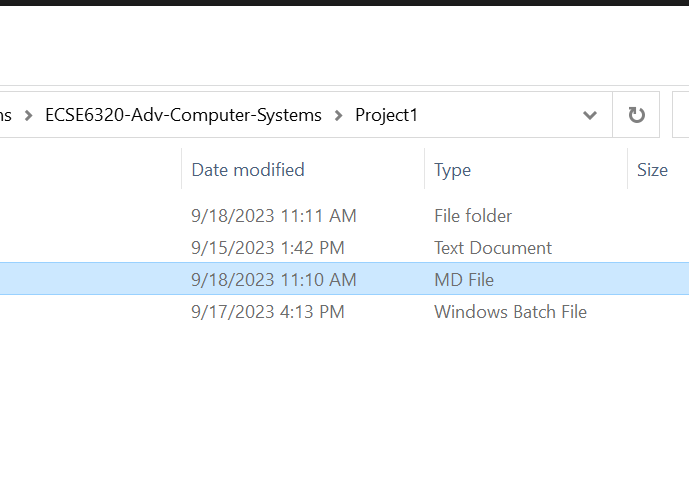 ns > ECSE6320-Adv-Computer-Systems > Project1
Date modified Type Size
9/18/2023 11:11 AM File folder
9/15/2023 1:42 PM Text Document
9/18/2023 11:10 AM MD File
9/17/2023 4:13 PM Windows Batch File